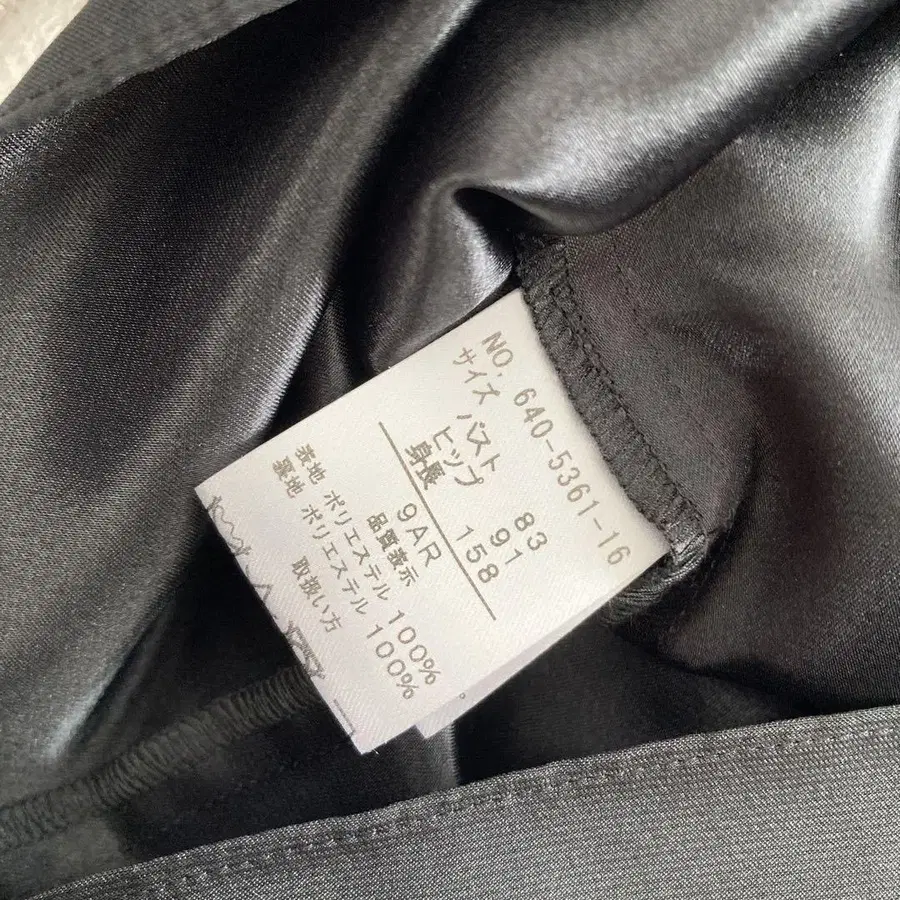 NO. 640-5361-16
サイズ バスト 83
ヒップ 91
身長 158
9AR
品質表示
表地 ポリエステル 100%
裏地 ポリエステル 100%
取扱い方